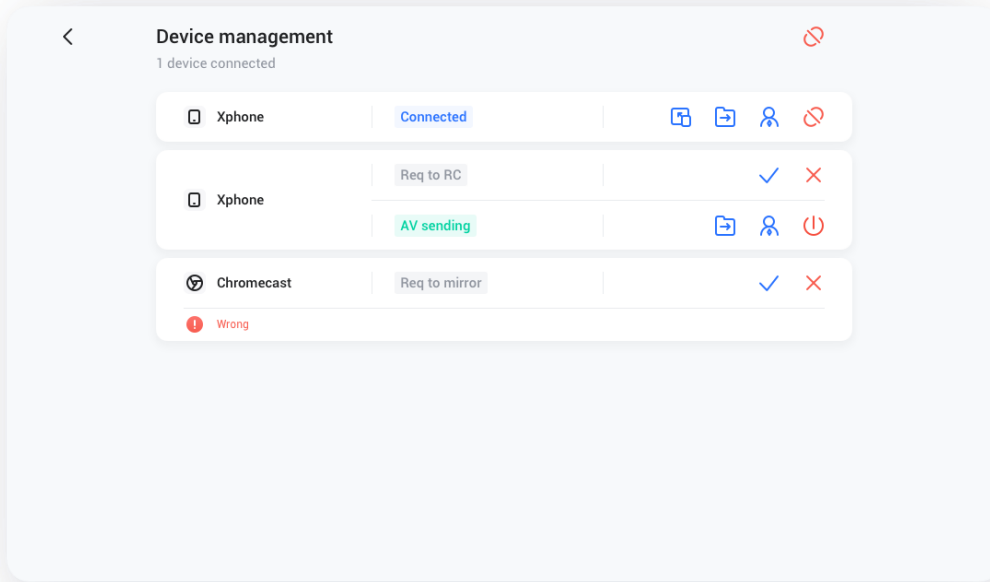 Device management
1 device connected
Xphone Connected
Req to RC
Xphone
AV sending
Chromecast Req to mirror
Wrong